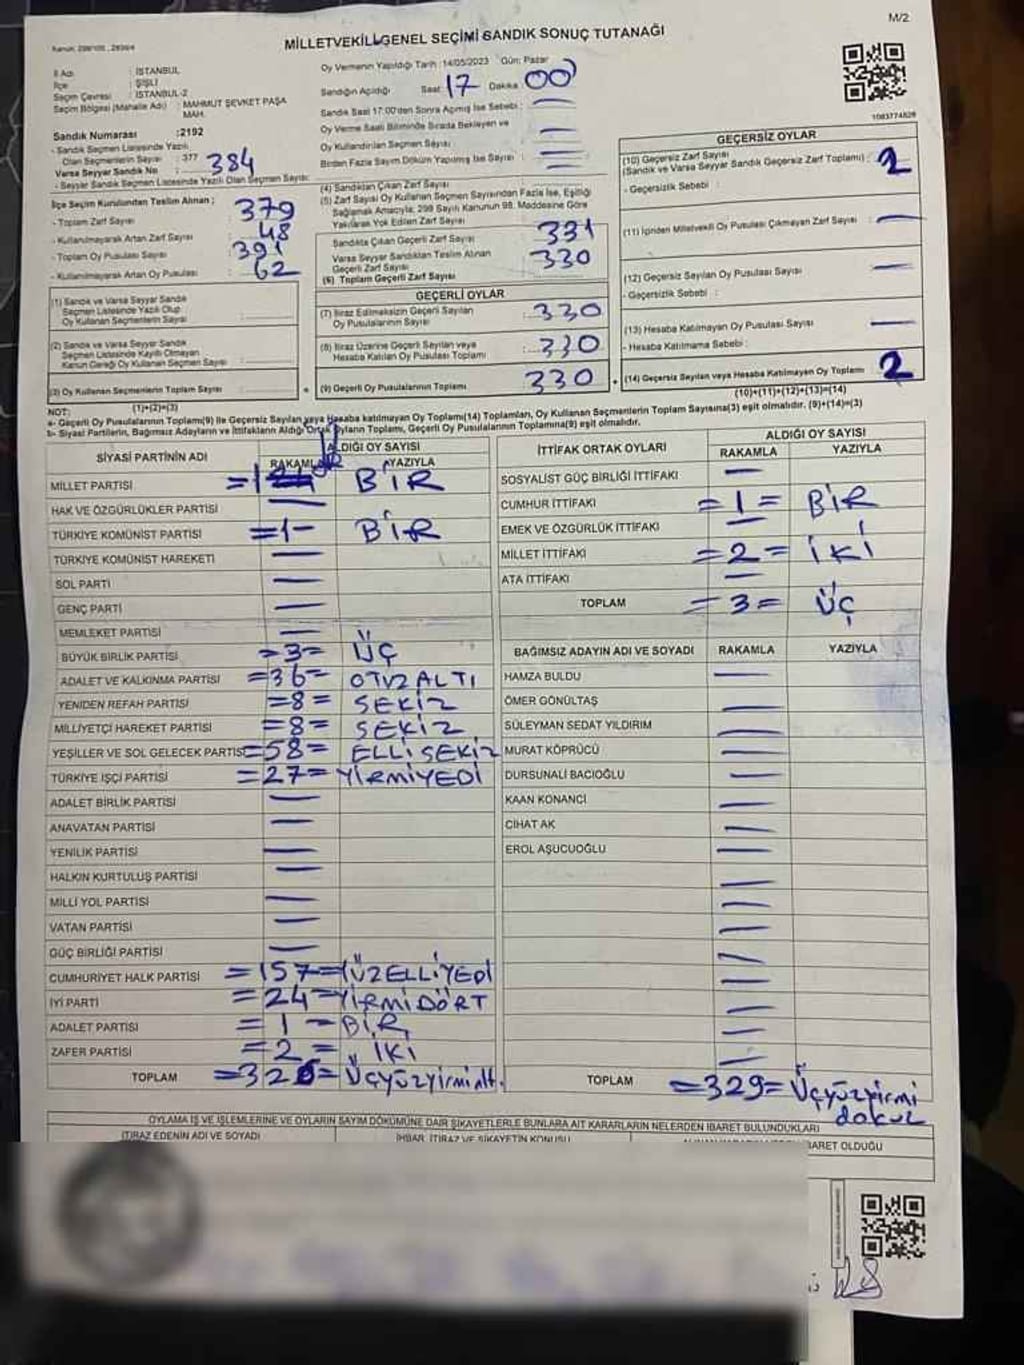 M/2
Kanun: 298/105, 2839/4
MİLLETVEKİLİ GENEL SEÇİMİ SANDIK SONUÇ TUTANAĞI
İl Adı : İSTANBUL
İlçe : ŞİŞLİ
Seçim Çevresi : İSTANBUL-2
Seçim Bölgesi (Mahalle Adı) : MAHMUT ŞEVKET PAŞA
MAH.
Sandık Numarası :2192
- Sandık Seçmen Listesinde Yazılı
Olan Seçmenlerin Sayısı : 377
384
Varsa Seyyar Sandık No :
- Seyyar Sandık Seçmen Listesinde Yazılı Olan Seçmen Sayısı:
İlçe Seçim Kurulundan Teslim Alınan ;
- Toplam Zarf Sayısı : 379
- Kullanılmayarak Artan Zarf Sayısı : 48
- Toplam Oy Pusulası Sayısı : 391
- Kullanılmayarak Artan Oy Pusulası : 62
Oy Vermenin Yapıldığı Tarih : 14/05/2023 Gün: Pazar
Sandığın Açıldığı Saat: 17 Dakika 00
Sandık Saat 17:00'den Sonra Açılmış İse Sebebi : —
Oy Verme Saati Bitiminde Sırada Bekleyen ve
Oy Kullandırılan Seçmen Sayısı : —
Birden Fazla Sayım Döküm Yapılmış İse Sayısı : —
(4) Sandıktan Çıkan Zarf Sayısı :
(5) Zarf Sayısı Oy Kullanan Seçmen Sayısından Fazla İse, Eşitliği
Sağlamak Amacıyla; 298 Sayılı Kanunun 98. Maddesine Göre
Yakılarak Yok Edilen Zarf Sayısı :
Sandıkta Çıkan Geçerli Zarf Sayısı : 331
Varsa Seyyar Sandıktan Teslim Alınan
Geçerli Zarf Sayısı : 330
(6) Toplam Geçerli Zarf Sayısı
GEÇERLİ OYLAR
(7) İtiraz Edilmeksizin Geçerli Sayılan
Oy Pusulalarının Sayısı : 330
(8) İtiraz Üzerine Geçerli Sayılan veya
Hesaba Katılan Oy Pusulası Toplamı : 330
(9) Geçerli Oy Pusulalarının Toplamı : 330
1083774828
GEÇERSİZ OYLAR
(10) Geçersiz Zarf Sayısı
(Sandık ve Varsa Seyyar Sandık Geçersiz Zarf Toplamı) : 2
- Geçersizlik Sebebi :
(11) İçinden Milletvekili Oy Pusulası Çıkmayan Zarf Sayısı : —
(12) Geçersiz Sayılan Oy Pusulası Sayısı —
- Geçersizlik Sebebi :
(13) Hesaba Katılmayan Oy Pusulası Sayısı —
- Hesaba Katılmama Sebebi :
(14) Geçersiz Sayılan veya Hesaba Katılmayan Oy Toplamı : 2
(10)+(11)+(12)+(13)=(14)
(1) Sandık ve Varsa Seyyar Sandık
Seçmen Listesinde Yazılı Olup
Oy Kullanan Seçmenlerin Sayısı :
(2) Sandık ve Varsa Seyyar Sandık
Seçmen Listesinde Kayıtlı Olmayan
Kanun Gereği Oy Kullanan Seçmen Sayısı :
(3) Oy Kullanan Seçmenlerin Toplam Sayısı :
(1)+(2)=(3)
NOT:
a- Geçerli Oy Pusulalarının Toplamı(9) ile Geçersiz Sayılan veya Hesaba katılmayan Oy Toplamı(14) Toplamları, Oy Kullanan Seçmenlerin Toplam Sayısına(3) eşit olmalıdır. (9)+(14)=(3)
b- Siyasi Partilerin, Bağımsız Adayların ve İttifakların Aldığı Ortak Oyların Toplamı, Geçerli Oy Pusulalarının Toplamına(9) eşit olmalıdır.
SİYASİ PARTİNİN ADI ALDIĞI OY SAYISI
RAKAMLA YAZIYLA
MİLLET PARTİSİ =1 BİR
HAK VE ÖZGÜRLÜKLER PARTİSİ —
TÜRKİYE KOMÜNİST PARTİSİ =1- BİR
TÜRKİYE KOMÜNİST HAREKETİ —
SOL PARTİ —
GENÇ PARTİ —
MEMLEKET PARTİSİ —
BÜYÜK BİRLİK PARTİSİ =3= ÜÇ
ADALET VE KALKINMA PARTİSİ =36= OTUZ ALTI
YENİDEN REFAH PARTİSİ =8= SEKİZ
MİLLİYETÇİ HAREKET PARTİSİ =8= SEKİZ
YEŞİLLER VE SOL GELECEK PARTİSİ =58= ELLİ SEKİZ
TÜRKİYE İŞÇİ PARTİSİ =27= YİRMİYEDİ
ADALET BİRLİK PARTİSİ —
ANAVATAN PARTİSİ —
YENİLİK PARTİSİ —
HALKIN KURTULUŞ PARTİSİ —
MİLLİ YOL PARTİSİ —
VATAN PARTİSİ —
GÜÇ BİRLİĞİ PARTİSİ —
CUMHURİYET HALK PARTİSİ =157= YÜZELLİYEDİ
İYİ PARTİ =24= YİRMİDÖRT
ADALET PARTİSİ =1- BİR
ZAFER PARTİSİ =2= İKİ
TOPLAM =326= Üçyüzyirmialt.
İTTİFAK ORTAK OYLARI ALDIĞI OY SAYISI
RAKAMLA YAZIYLA
SOSYALİST GÜÇ BİRLİĞİ İTTİFAKI —
CUMHUR İTTİFAKI =1= BİR
EMEK VE ÖZGÜRLÜK İTTİFAKI —
MİLLET İTTİFAKI =2= İKİ
ATA İTTİFAKI —
TOPLAM =3= ÜÇ
BAĞIMSIZ ADAYIN ADI VE SOYADI RAKAMLA YAZIYLA
HAMZA BULDU —
ÖMER GÖNÜLTAŞ —
SÜLEYMAN SEDAT YILDIRIM —
MURAT KÖPRÜCÜ —
DURSUNALİ BACIOĞLU —
KAAN KONANCİ —
CİHAT AK —
EROL AŞUCUOĞLU —
TOPLAM =329= Üçyüzyirmi
dokuz
OYLAMA İŞ VE İŞLEMLERİNE VE OYLARIN SAYIM DÖKÜMÜNE DAİR ŞİKAYETLERLE BUNLARA AİT KARARLARIN NELERDEN İBARET BULUNDUKLARI
İTİRAZ EDENİN ADI VE SOYADI İHBAR, İTİRAZ VE ŞİKAYETİN KONUSU İBARET OLDUĞU